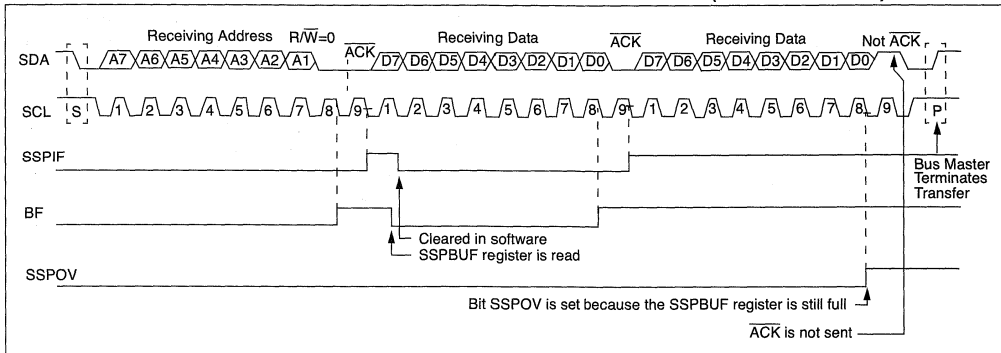 Receiving Address R/W̅=0 A̅C̅K̅ Receiving Data A̅C̅K̅ Receiving Data Not A̅C̅K̅
SDA A7 A6 A5 A4 A3 A2 A1 D7 D6 D5 D4 D3 D2 D1 D0 D7 D6 D5 D4 D3 D2 D1 D0
SCL S 1 2 3 4 5 6 7 8 9 1 2 3 4 5 6 7 8 9 1 2 3 4 5 6 7 8 9 P
SSPIF
Bus Master
Terminates
Transfer
BF
Cleared in software
SSPBUF register is read
SSPOV
Bit SSPOV is set because the SSPBUF register is still full
A̅C̅K̅ is not sent